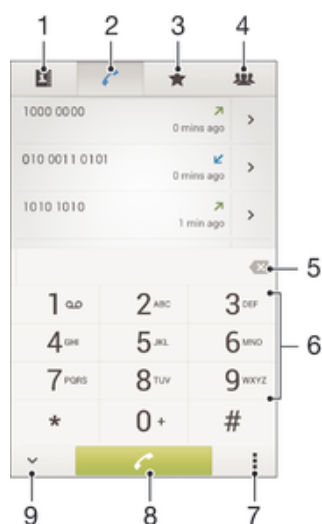 1 2 3 4
1000 0000
0 mins ago
010 0011 0101
0 mins ago
1010 1010
1 min ago
5
1 2 ABC 3 DEF
4 GHI 5 JKL 6 MNO
6
7 PQRS 8 TUV 9 WXYZ
* 0 + #
9 8 7